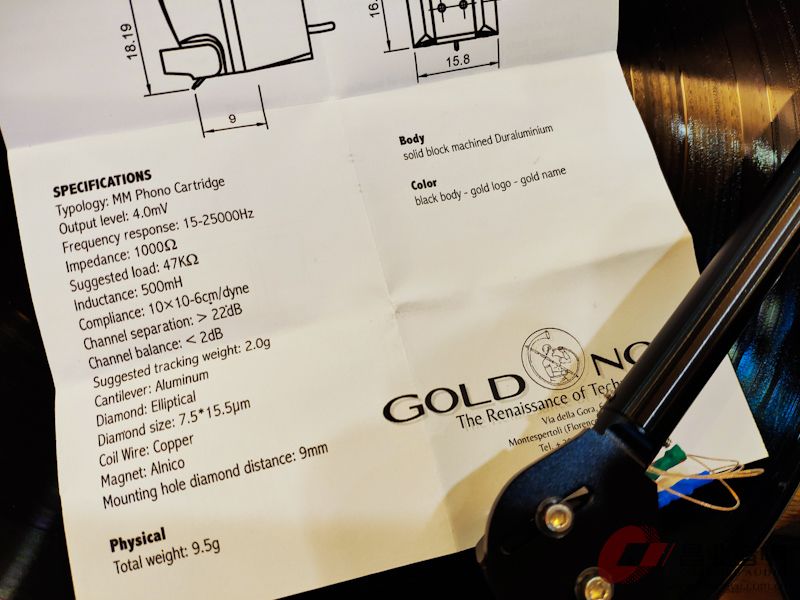 18.19
9
16.
15.8
SPECIFICATIONS
Typology: MM Phono Cartridge
Output level: 4.0mV
Frequency response: 15-25000Hz
Impedance: 1000Ω
Suggested load: 47KΩ
Inductance: 500mH
Compliance: 10×10-6cm/dyne
Channel separation: > 22dB
Channel balance: < 2dB
Suggested tracking weight: 2.0g
Cantilever: Aluminum
Diamond: Elliptical
Diamond size: 7.5*15.5µm
Coil Wire: Copper
Magnet: Alnico
Mounting hole diamond distance: 9mm
Physical
Total weight: 9.5g
Body
solid block machined Duraluminium
Color
black body - gold logo - gold name
GOLD NO
The Renaissance of Tech
Via della Gora,
Montespertoli (Florenc
Tel. +